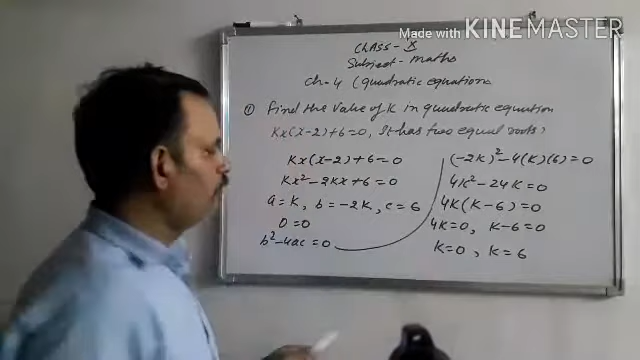 Made with KINEMASTER
CLASS-X
Subject-maths
Ch-4 (quadratic equations
① Find the value of K in quadratic equation
Kx(x-2)+6=0, It has two equal roots.
Kx(x-2)+6=0
Kx²-2Kx+6=0
a=K, b=-2K, c=6
D=0
b²-4ac=0
(-2K)²-4(K)(6)=0
4K²-24K=0
4K(K-6)=0
4K=0, K-6=0
K=0, K=6